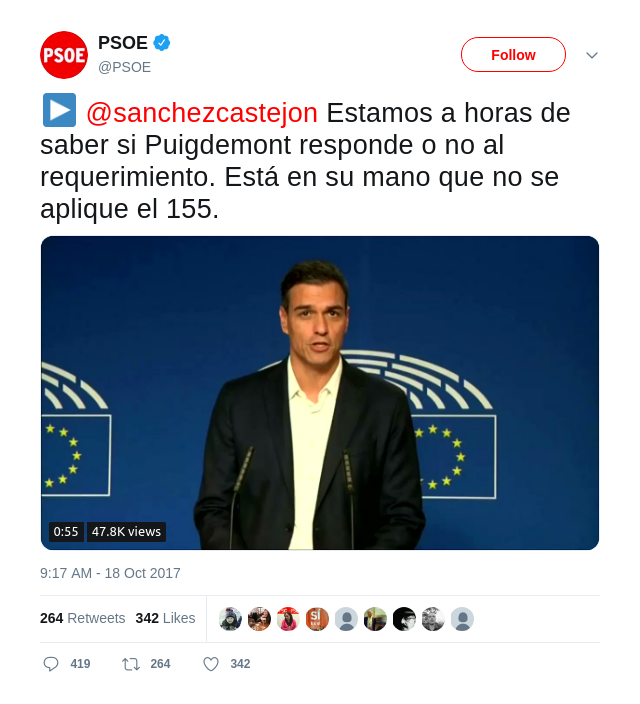 PSOE
PSOE
@PSOE
Follow
@sanchezcastejon Estamos a horas de
saber si Puigdemont responde o no al
requerimiento. Está en su mano que no se
aplique el 155.
0:55 47.8K views
9:17 AM - 18 Oct 2017
264 Retweets 342 Likes
SÍ
419 264 342